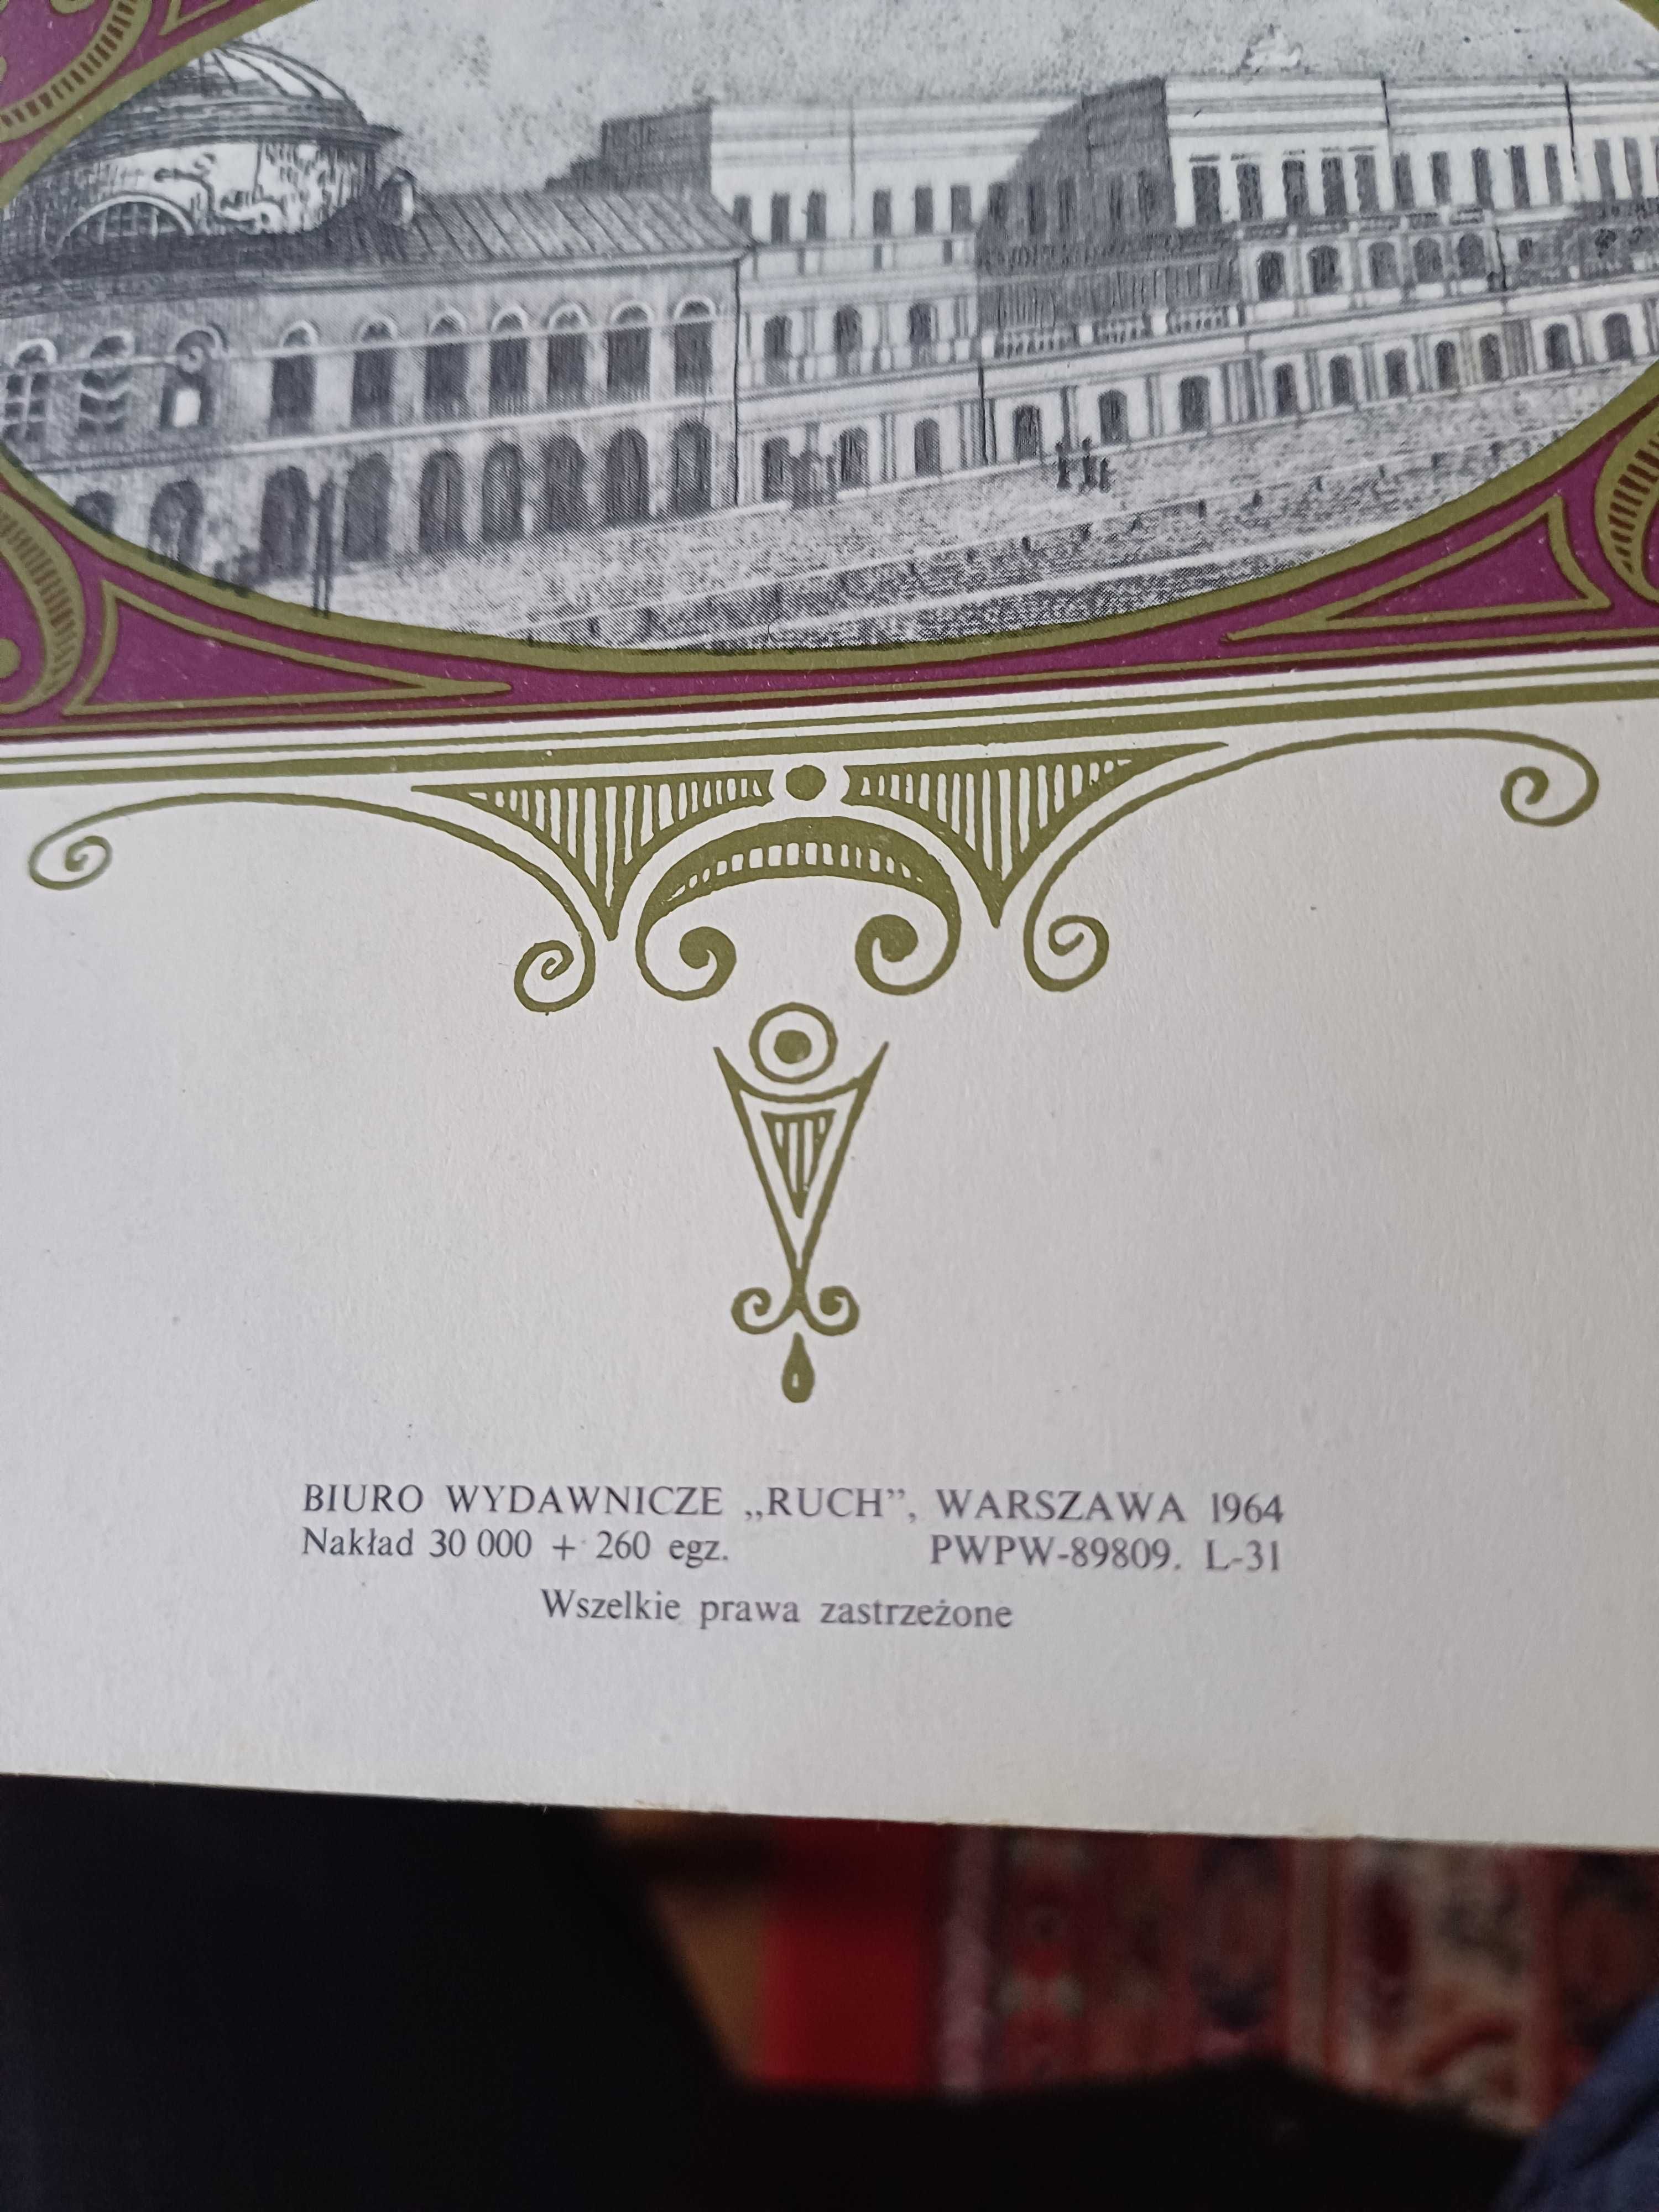 BIURO WYDAWNICZE „RUCH”, WARSZAWA 1964
Nakład 30 000 + 260 egz. PWPW-89809. L-31
Wszelkie prawa zastrzeżone